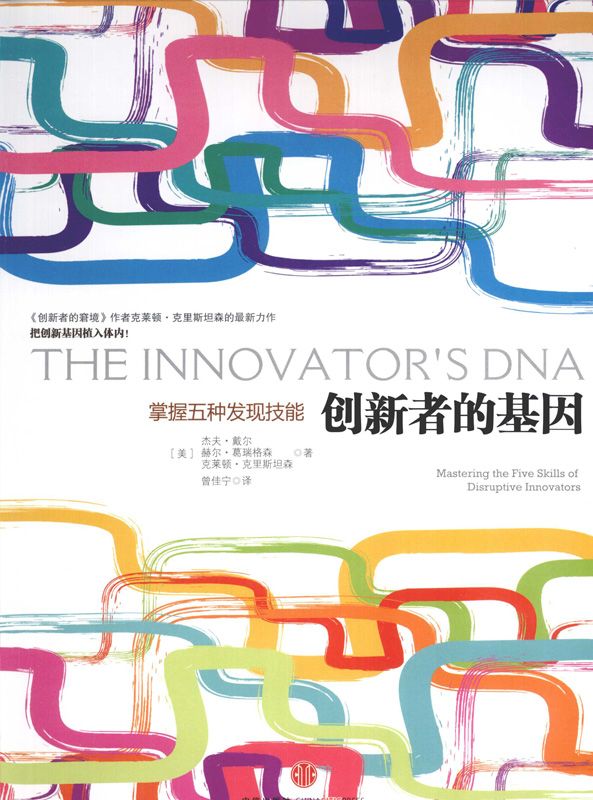 《创新者的窘境》作者克莱顿·克里斯坦森的最新力作
把创新基因植入体内!
THE INNOVATOR'S DNA
掌握五种发现技能 创新者的基因
杰夫·戴尔
[美] 赫尔·葛瑞格森 著
克莱顿·克里斯坦森
曾佳宁 译
Mastering the Five Skills of
Disruptive Innovators